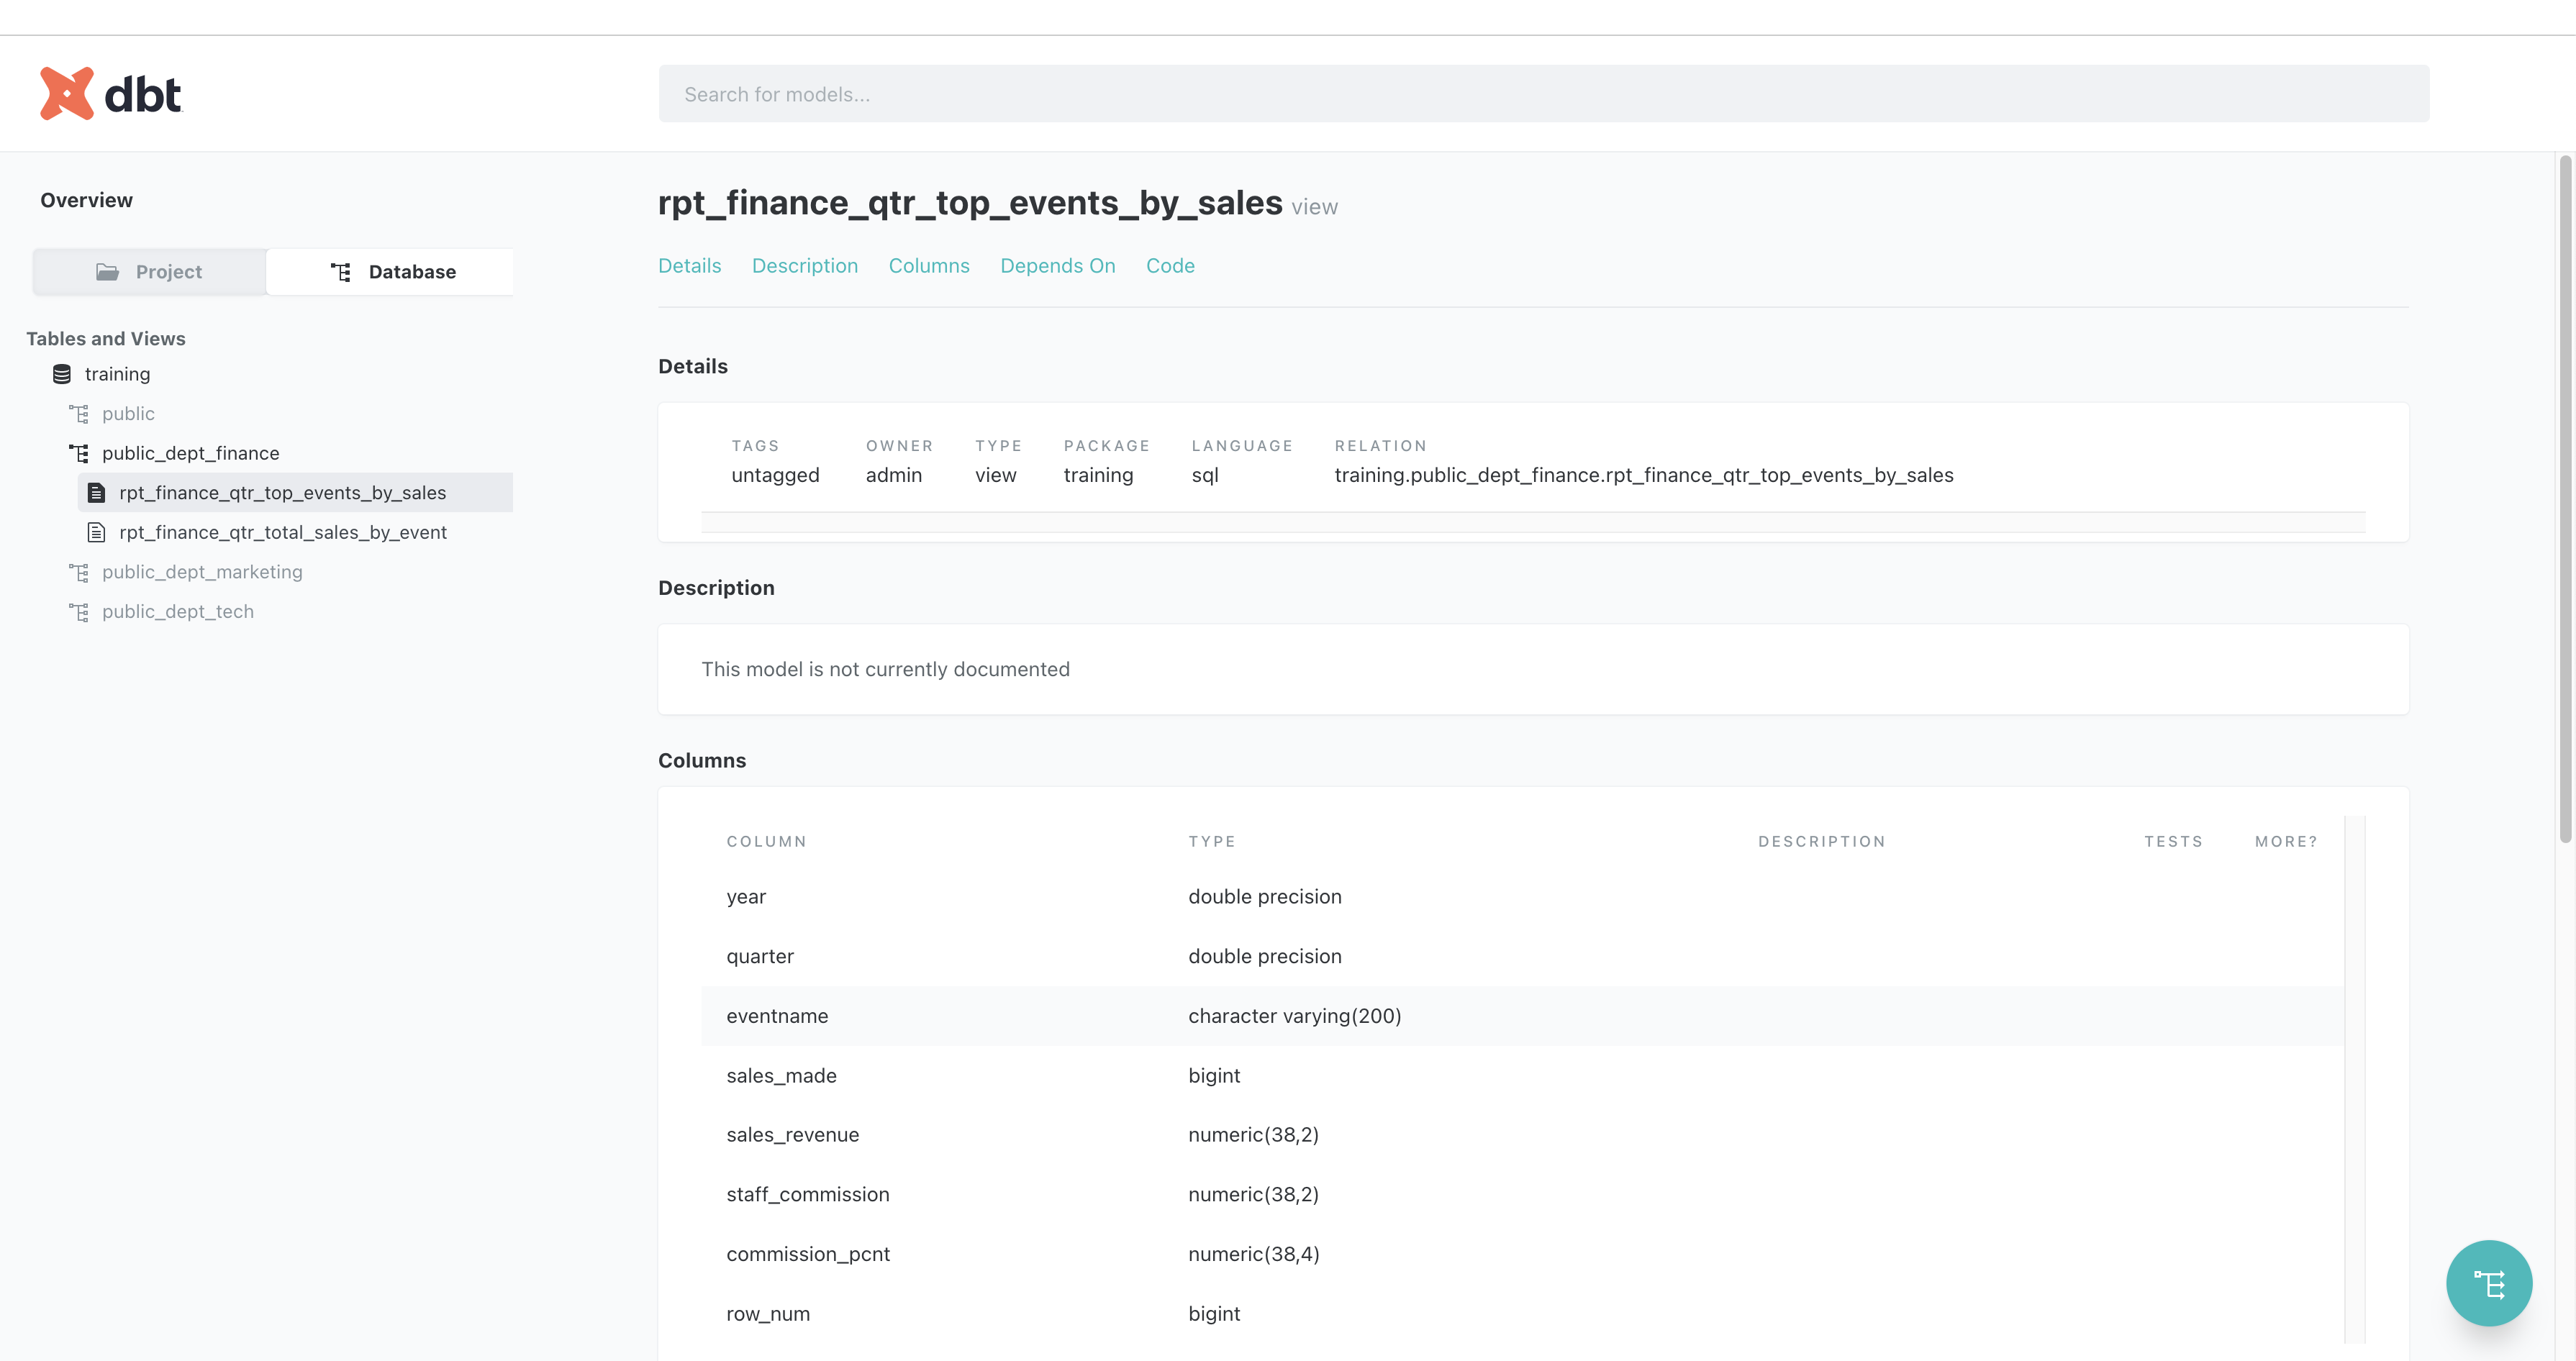 dbt
Search for models...
Overview
Project
Database
Tables and Views
training
public
public_dept_finance
rpt_finance_qtr_top_events_by_sales
rpt_finance_qtr_total_sales_by_event
public_dept_marketing
public_dept_tech
rpt_finance_qtr_top_events_by_sales view
Details Description Columns Depends On Code
Details
TAGS OWNER TYPE PACKAGE LANGUAGE RELATION
untagged admin view training sql training.public_dept_finance.rpt_finance_qtr_top_events_by_sales
Description
This model is not currently documented
Columns
COLUMN TYPE DESCRIPTION TESTS MORE?
year double precision
quarter double precision
eventname character varying(200)
sales_made bigint
sales_revenue numeric(38,2)
staff_commission numeric(38,2)
commission_pcnt numeric(38,4)
row_num bigint